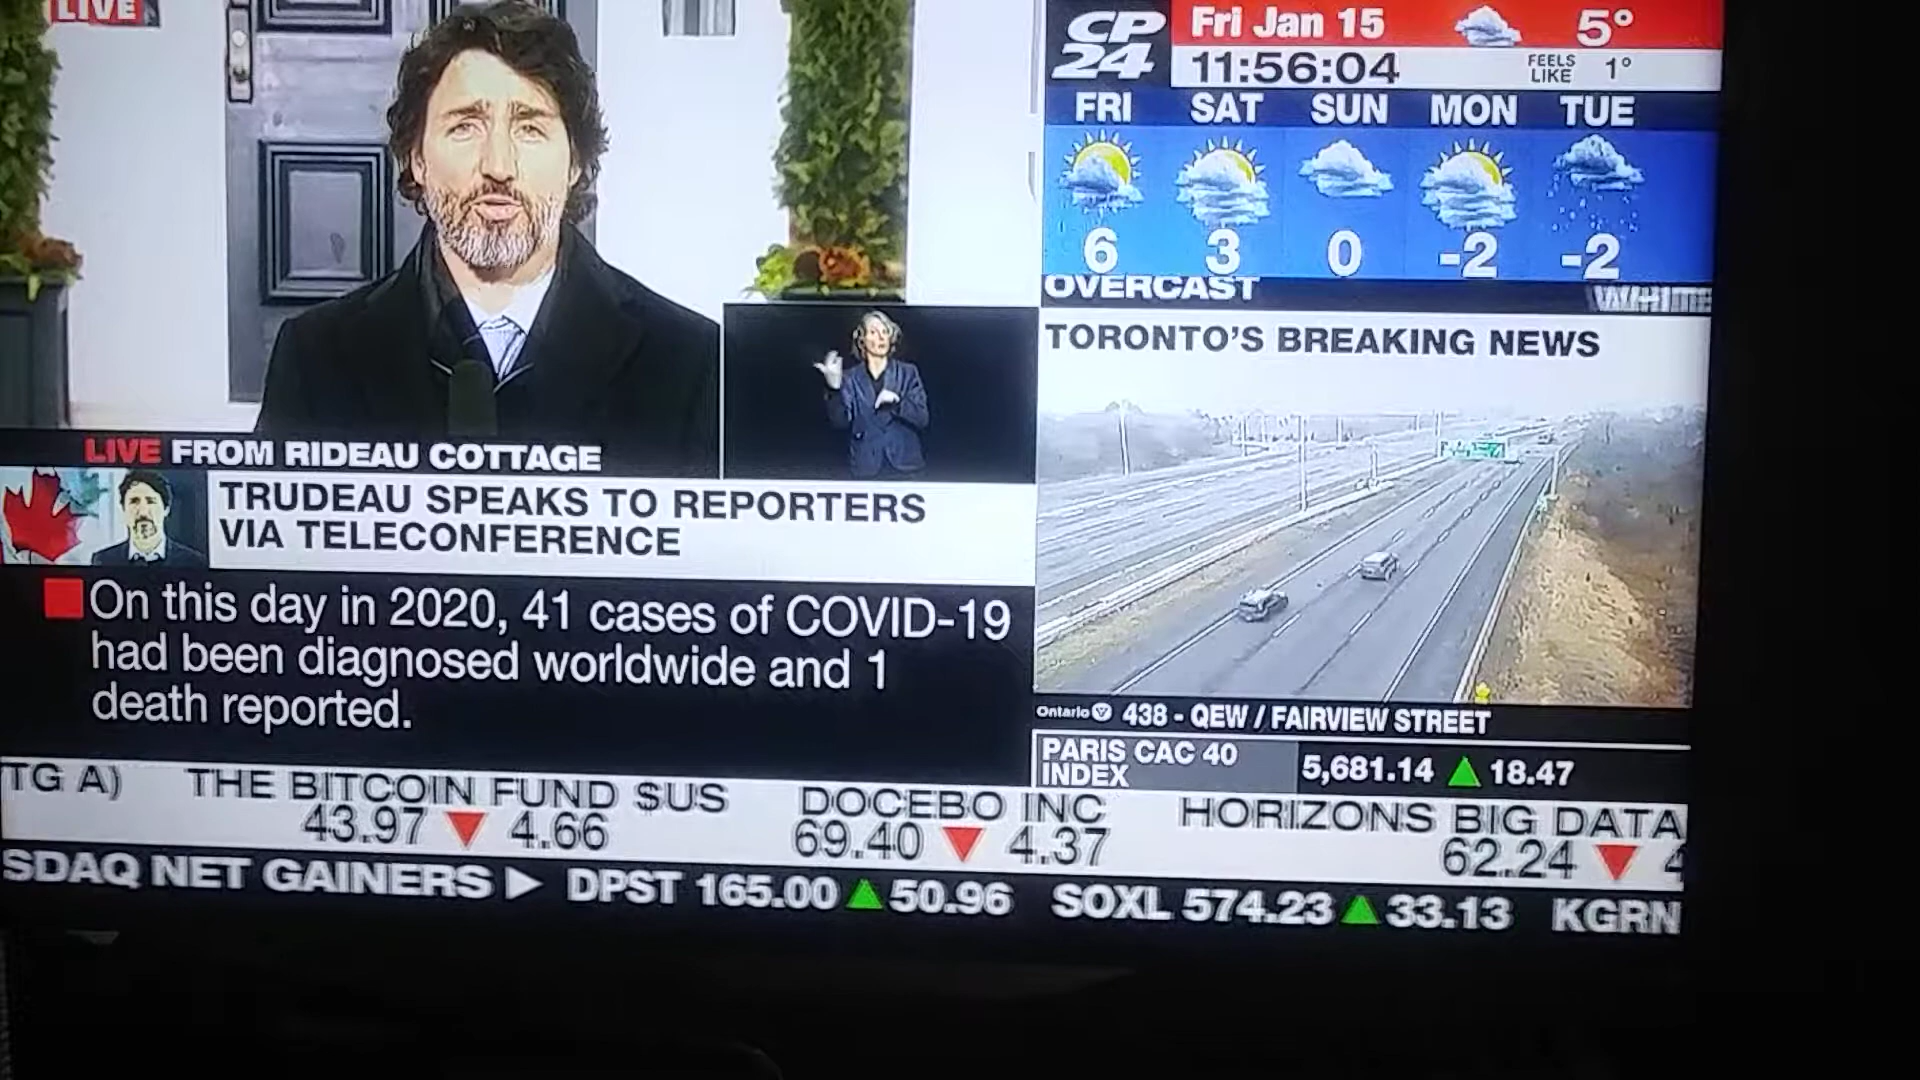 LIVE
CP
24
Fri Jan 15
5°
11:56:04
FEELS
LIKE
1°
FRI SAT SUN MON TUE
6 3 0 -2 -2
OVERCAST
TORONTO'S BREAKING NEWS
LIVE FROM RIDEAU COTTAGE
TRUDEAU SPEAKS TO REPORTERS
VIA TELECONFERENCE
On this day in 2020, 41 cases of COVID-19
had been diagnosed worldwide and 1
death reported.
Ontario 438 - QEW / FAIRVIEW STREET
PARIS CAC 40
INDEX
5,681.14 ▲ 18.47
TG A) THE BITCOIN FUND $US DOCEBO INC HORIZONS BIG DATA
43.97 ▼ 4.66 69.40 ▼ 4.37 62.24 ▼ 4
SDAQ NET GAINERS ▶ DPST 165.00 ▲ 50.96 SOXL 574.23 ▲ 33.13 KGRN